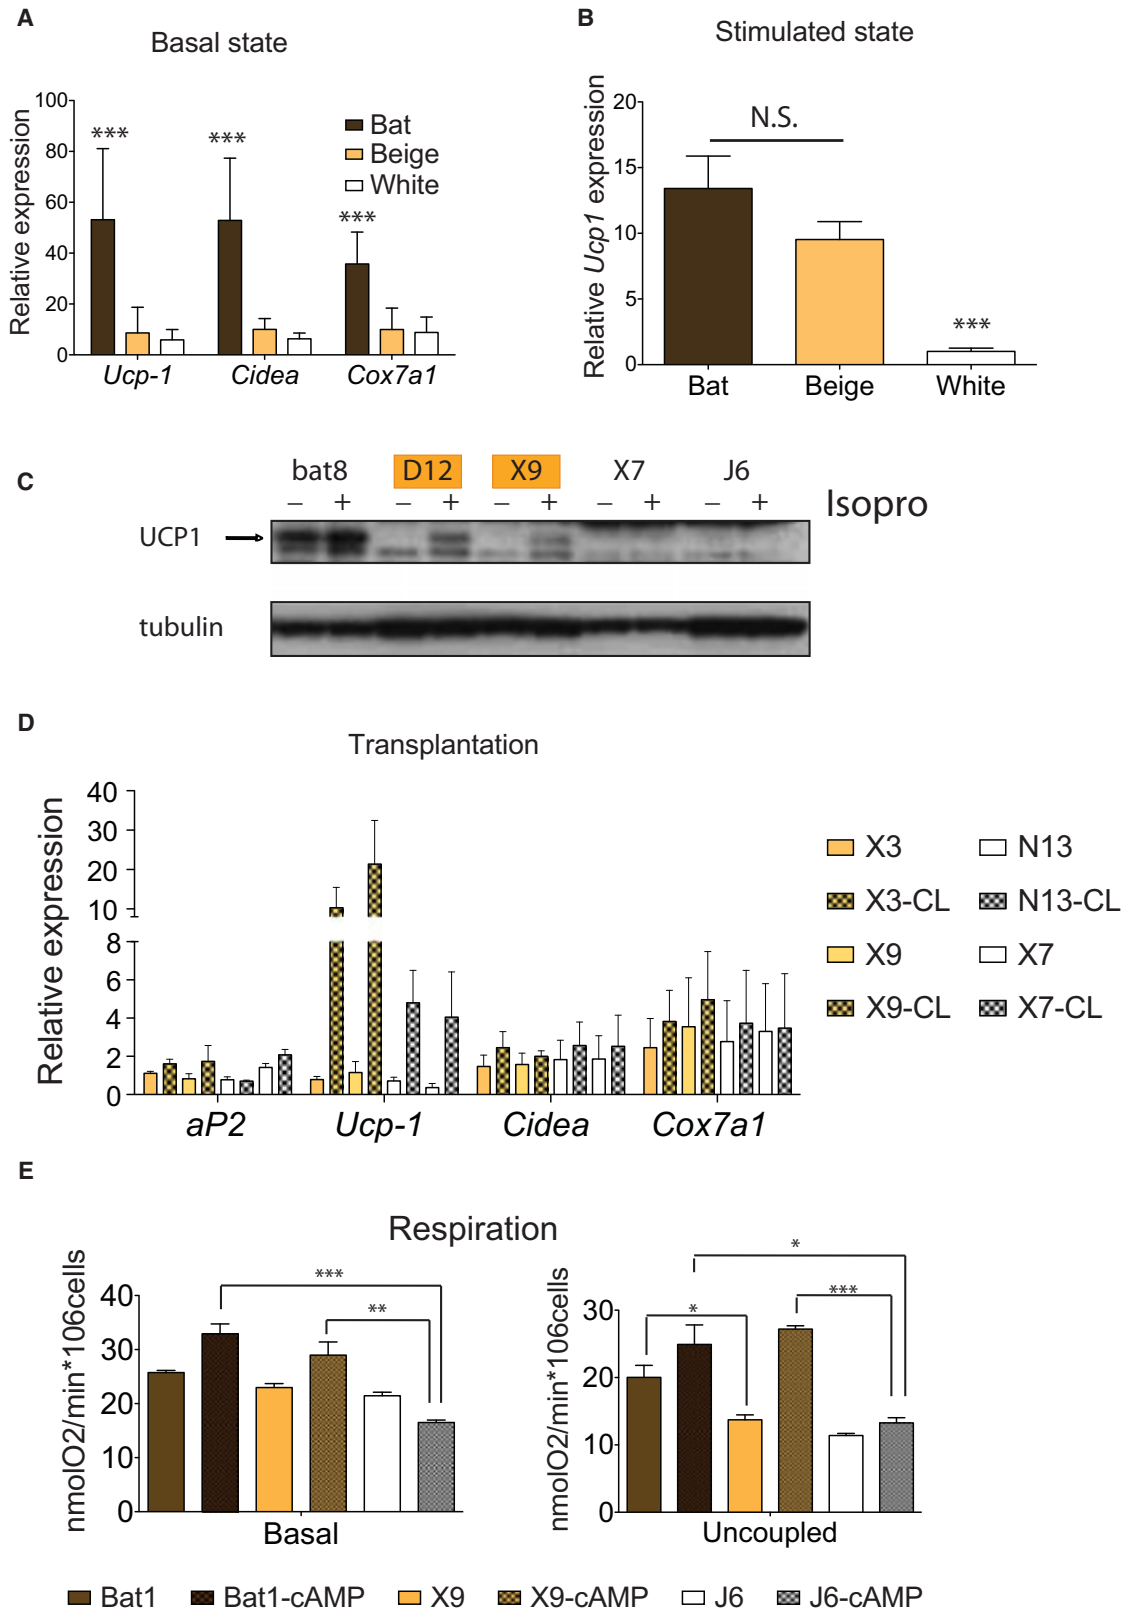 A
Basal state
Relative expression
100
80
60
40
20
0
***
***
***
Bat
Beige
White
Ucp-1 Cidea Cox7a1
B
Stimulated state
Relative Ucp1 expression
20
15
10
5
0
N.S.
***
Bat Beige White
C
bat8 D12 X9 X7 J6
– + – + – + – + – +
Isopro
UCP1
tubulin
D
Transplantation
Relative expression
40
30
20
10
8
6
4
2
0
aP2 Ucp-1 Cidea Cox7a1
X3 N13
X3-CL N13-CL
X9 X7
X9-CL X7-CL
E
Respiration
nmolO2/min*106cells
40
30
20
10
0
***
**
Basal
nmolO2/min*106cells
30
20
10
0
*
*
***
Uncoupled
Bat1 Bat1-cAMP X9 X9-cAMP J6 J6-cAMP